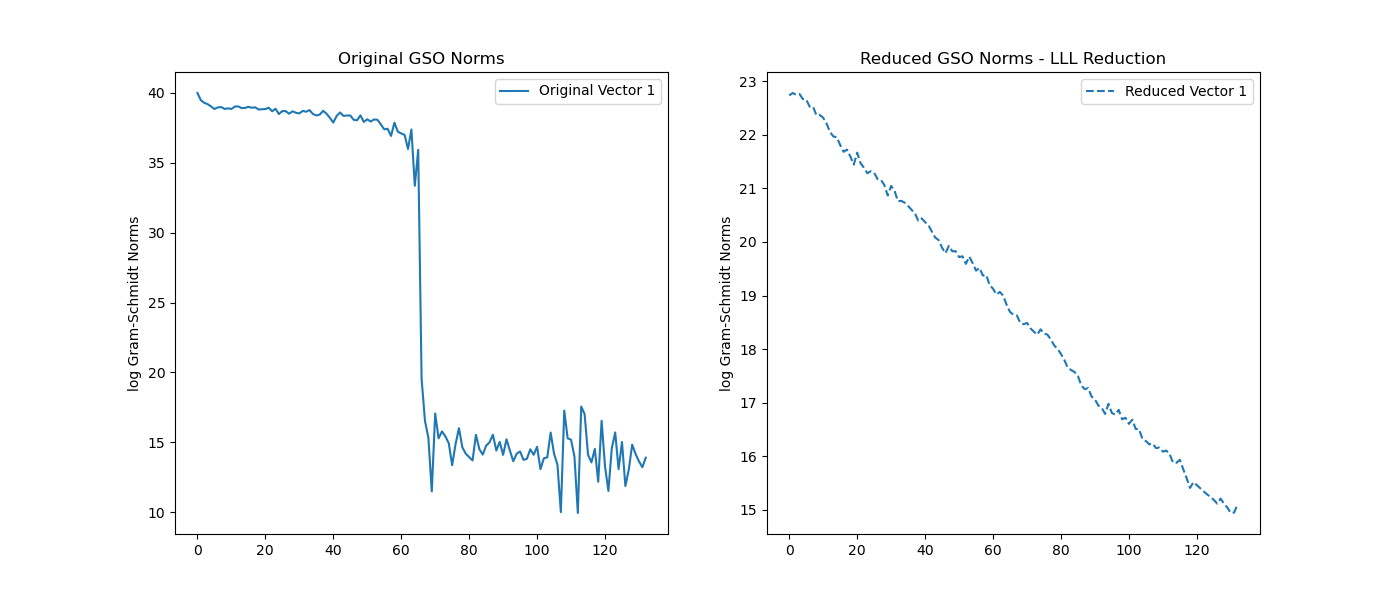 Original GSO Norms
Original Vector 1
log Gram-Schmidt Norms
40
35
30
25
20
15
10
0 20 40 60 80 100 120
Reduced GSO Norms - LLL Reduction
Reduced Vector 1
log Gram-Schmidt Norms
23
22
21
20
19
18
17
16
15
0 20 40 60 80 100 120